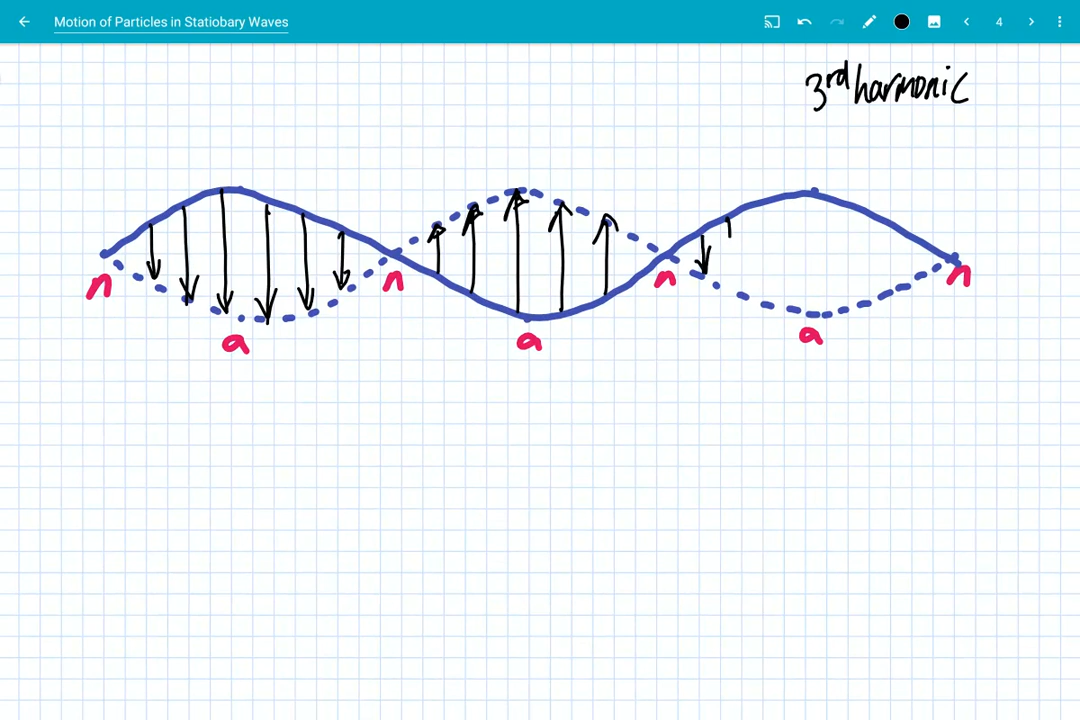 Motion of Particles in Statiobary Waves
4
3rd harmonic
n n n n
a a a